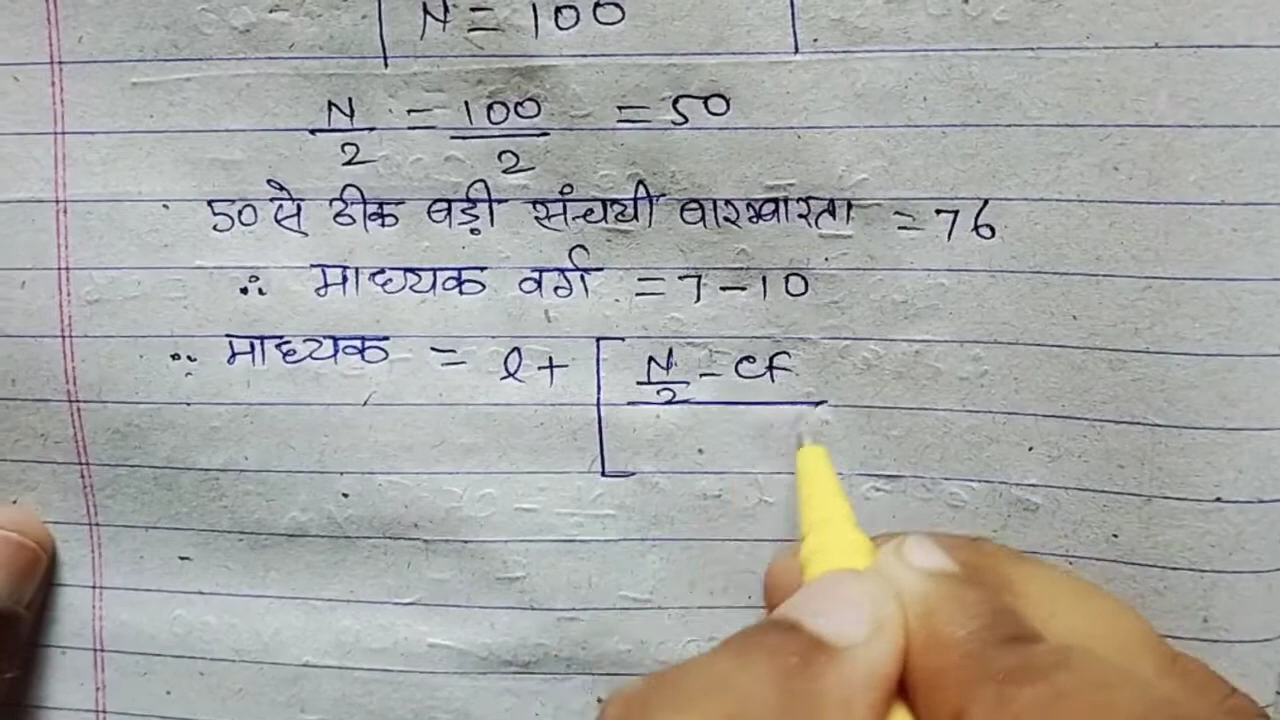 N = 100
N/2 = 100/2 = 50
50 से ठीक बड़ी संचयी बारम्बारता = 76
∴ माध्यक वर्ग = 7-10
∴ माध्यक = l + [ N/2 - cf